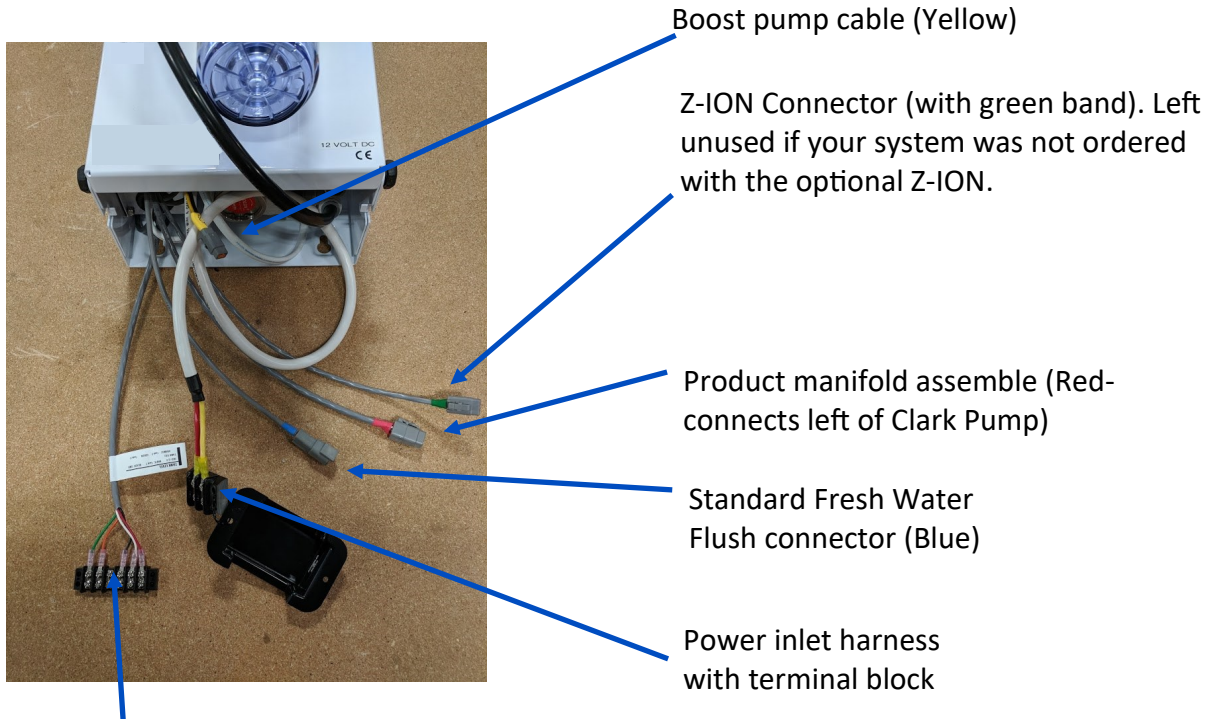 Boost pump cable (Yellow)
Z-ION Connector (with green band). Left
unused if your system was not ordered
with the optional Z-ION.
12 VOLT DC
CE
Product manifold assemble (Red-
connects left of Clark Pump)
Standard Fresh Water
Flush connector (Blue)
Power inlet harness
with terminal block